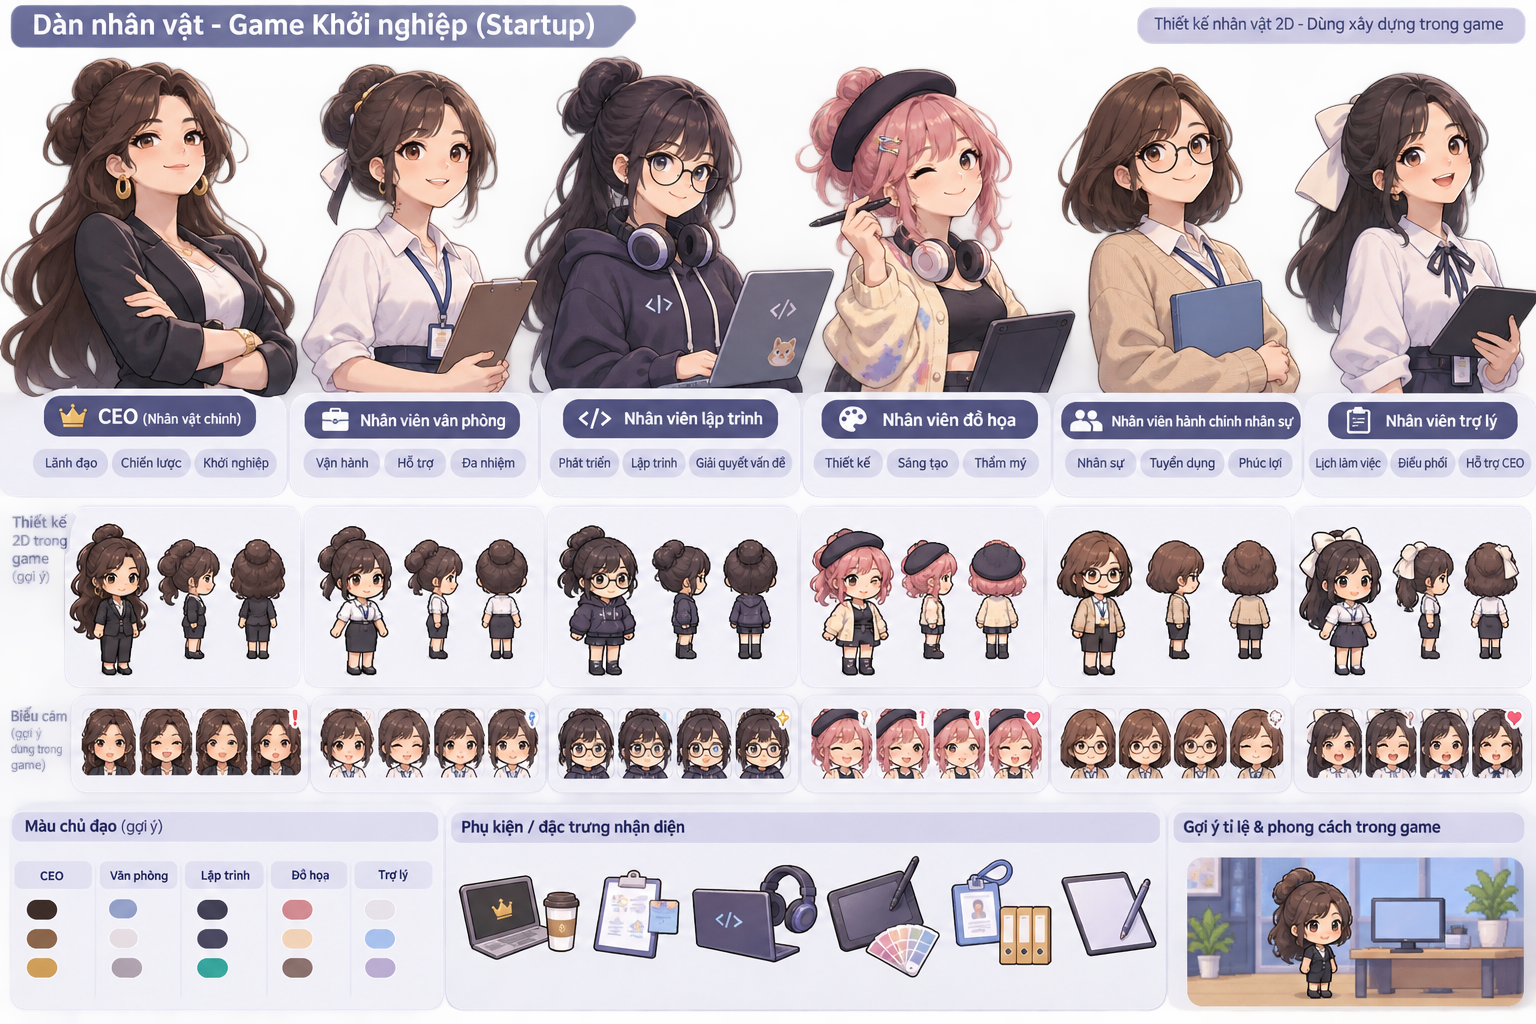 Dàn nhân vật - Game Khởi nghiệp (Startup)
Thiết kế nhân vật 2D - Dùng xây dựng trong game
</>
</>
CEO (Nhân vật chính)
Nhân viên văn phòng
</> Nhân viên lập trình
Nhân viên đồ họa
Nhân viên hành chính nhân sự
Nhân viên trợ lý
Lãnh đạo
Chiến lược
Khởi nghiệp
Vận hành
Hỗ trợ
Đa nhiệm
Phát triển
Lập trình
Giải quyết vấn đề
Thiết kế
Sáng tạo
Thẩm mỹ
Nhân sự
Tuyển dụng
Phúc lợi
Lịch làm việc
Điều phối
Hỗ trợ CEO
Thiết kế
2D trong
game
(gợi ý)
Biểu cảm
(gợi ý
dùng trong
game)
Màu chủ đạo (gợi ý)
CEO
Văn phòng
Lập trình
Đồ họa
Trợ lý
Phụ kiện / đặc trưng nhận diện
</>
Gợi ý tỉ lệ & phong cách trong game